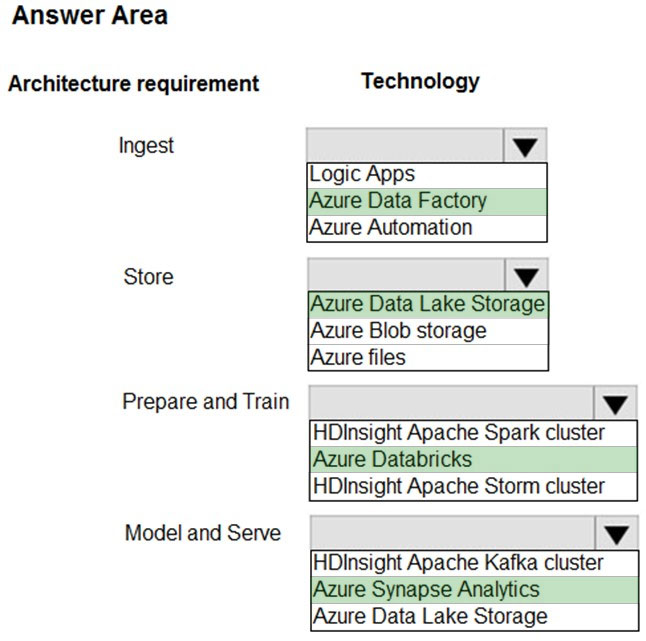 Answer Area
Architecture requirement Technology
Ingest
Logic Apps
Azure Data Factory
Azure Automation
Store
Azure Data Lake Storage
Azure Blob storage
Azure files
Prepare and Train
HDInsight Apache Spark cluster
Azure Databricks
HDInsight Apache Storm cluster
Model and Serve
HDInsight Apache Kafka cluster
Azure Synapse Analytics
Azure Data Lake Storage